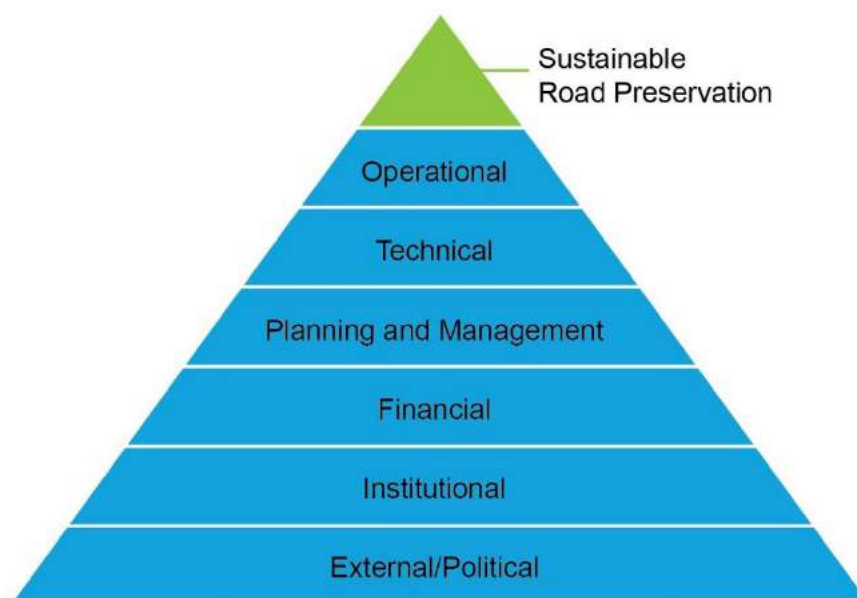 Sustainable
Road Preservation
Operational
Technical
Planning and Management
Financial
Institutional
External/Political